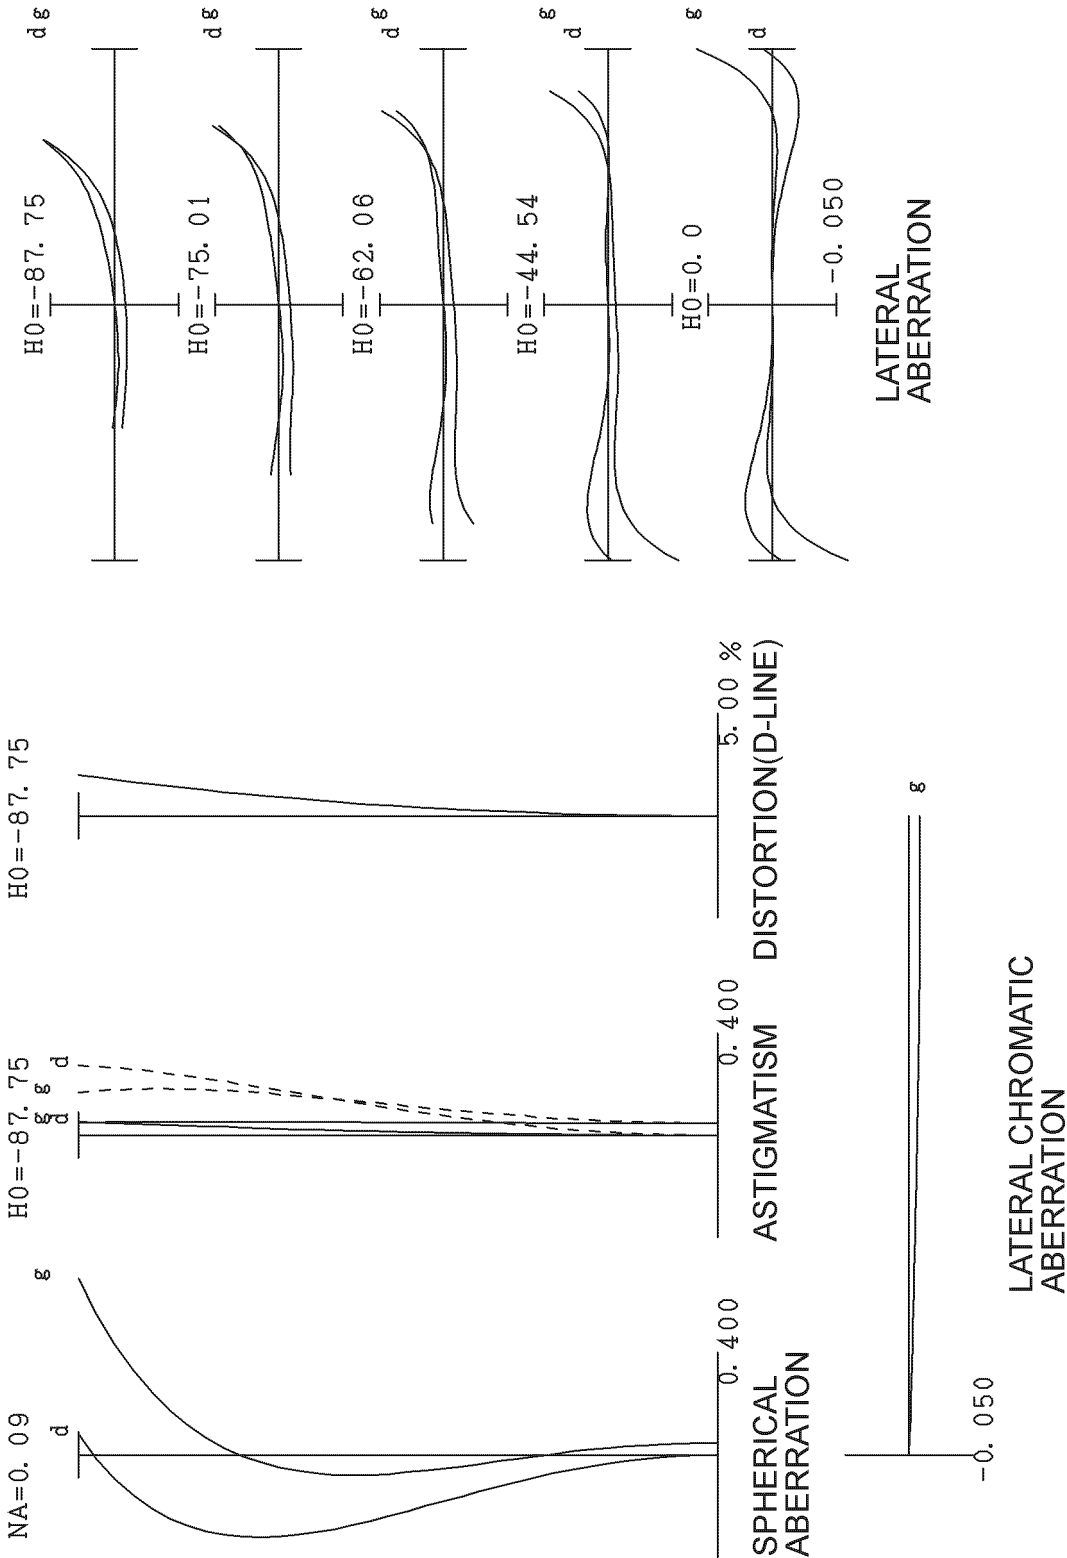 NA=0. 09
d
g
0. 400
SPHERICAL
ABERRATION
H0=-87. 75
g
d
g
d
0. 400
ASTIGMATISM
H0=-87. 75
5. 00 %
DISTORTION(D-LINE)
-0. 050
g
LATERAL CHROMATIC
ABERRATION
H0=-87. 75
d g
H0=-75. 01
d g
H0=-62. 06
d g
H0=-44. 54
d
g
H0=0. 0
d
g
-0. 050
LATERAL
ABERRATION